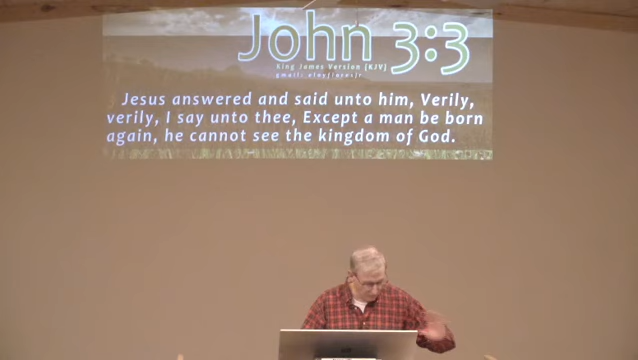 John 3:3
King James Version [KJV]
Jesus answered and said unto him, Verily,
verily, I say unto thee, Except a man be born
again, he cannot see the kingdom of God.